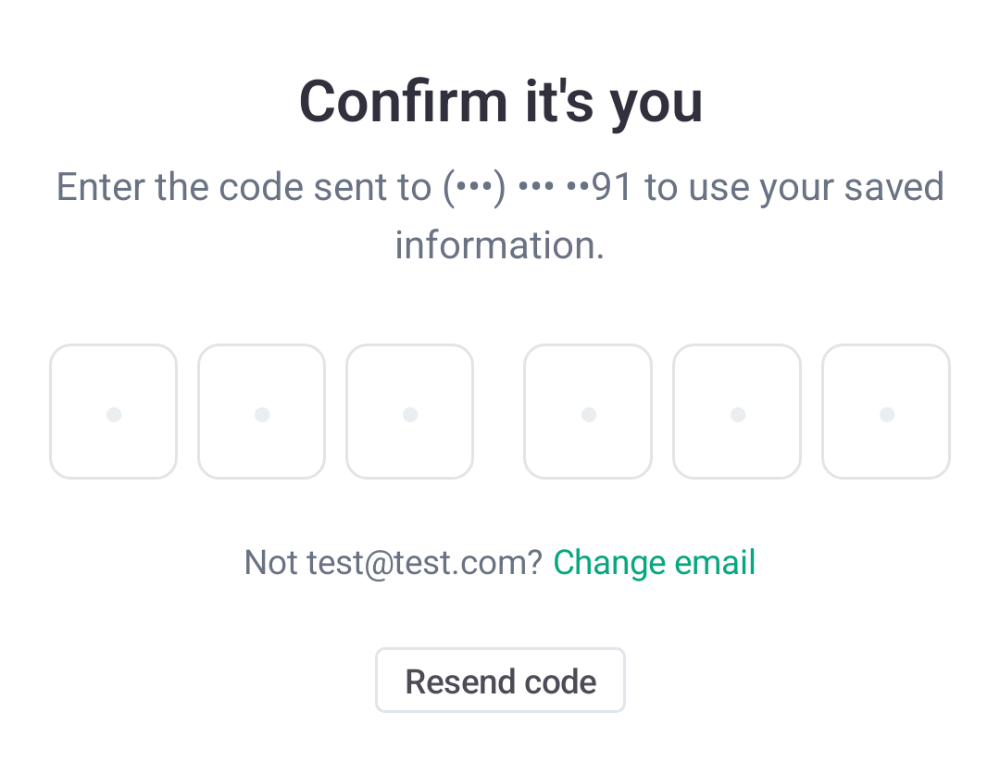 Confirm it's you
Enter the code sent to (•••) ••• ••91 to use your saved
information.
Not test@test.com? Change email
Resend code